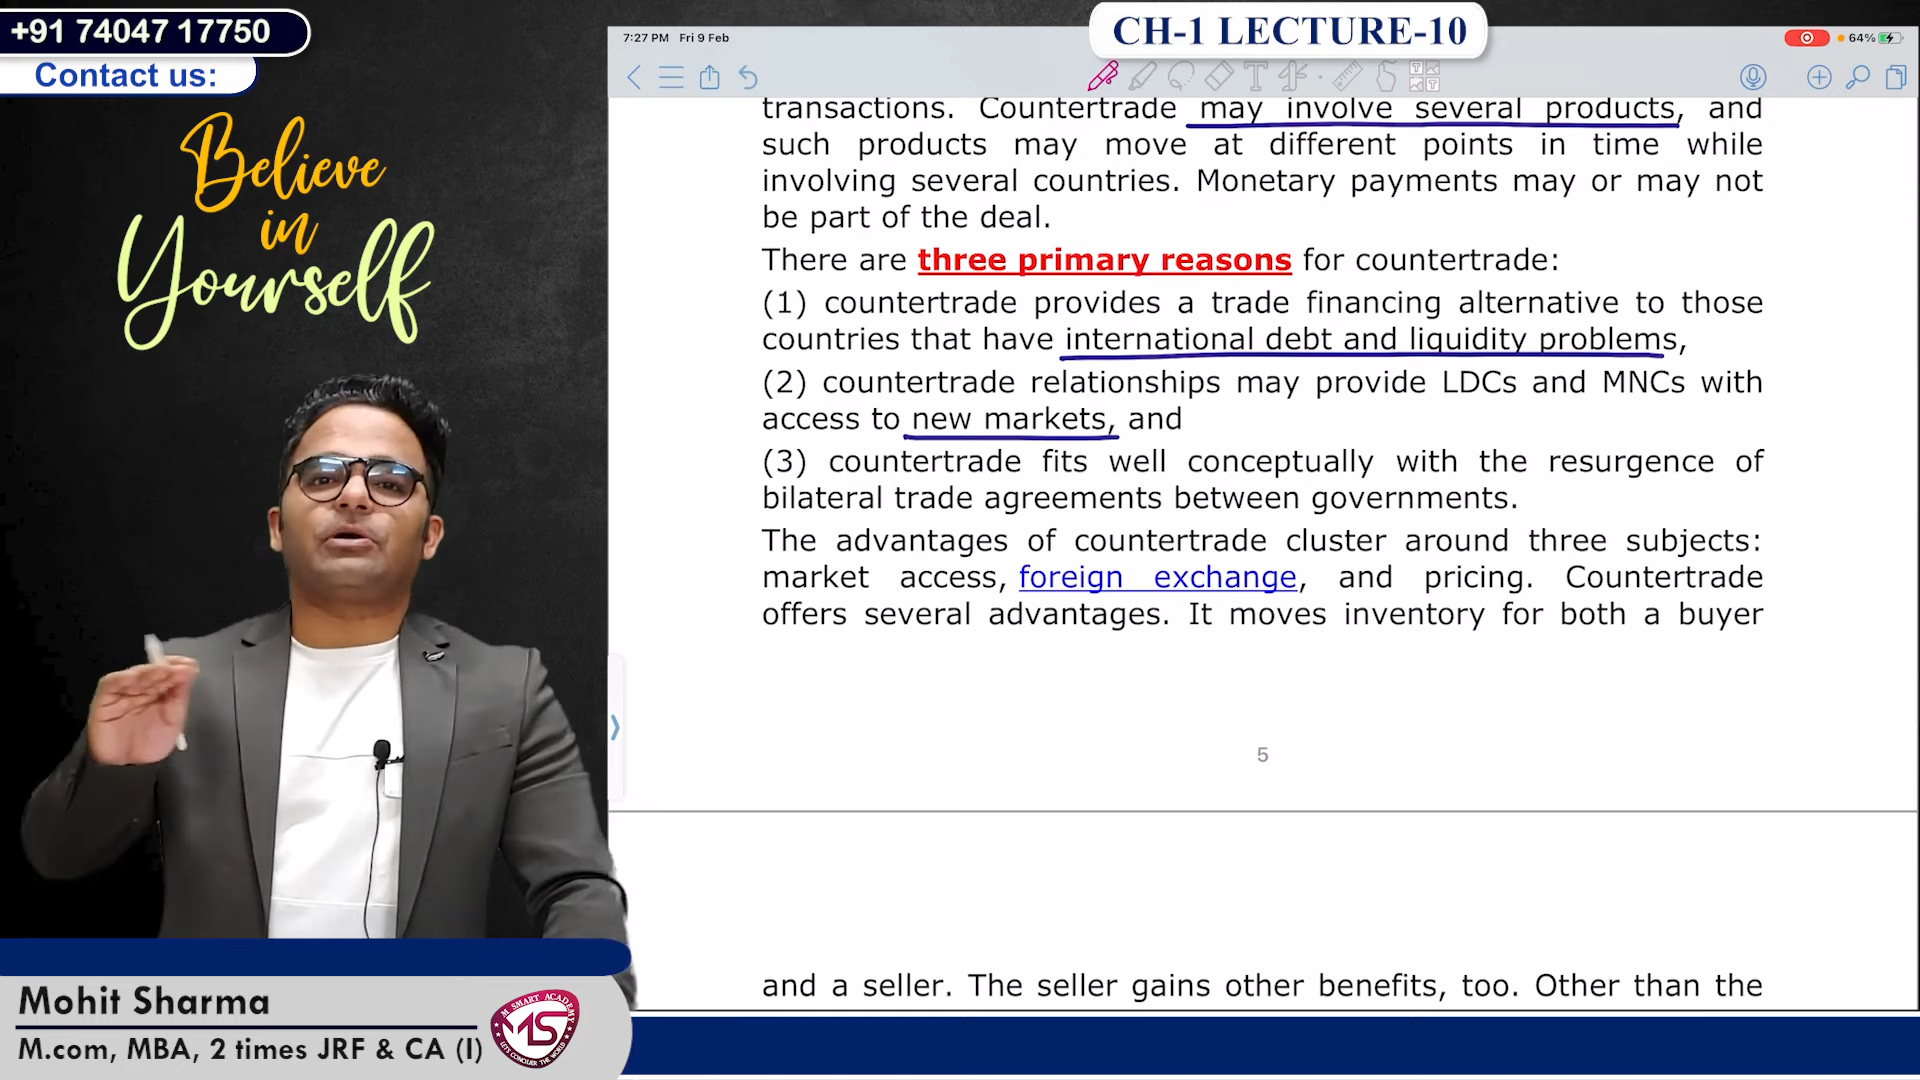 +91 74047 17750
Contact us:
Believe
in
Yourself
CH-1 LECTURE-10
7:27 PM Fri 9 Feb
64%
transactions. Countertrade may involve several products, and
such products may move at different points in time while
involving several countries. Monetary payments may or may not
be part of the deal.
There are three primary reasons for countertrade:
(1) countertrade provides a trade financing alternative to those
countries that have international debt and liquidity problems,
(2) countertrade relationships may provide LDCs and MNCs with
access to new markets, and
(3) countertrade fits well conceptually with the resurgence of
bilateral trade agreements between governments.
The advantages of countertrade cluster around three subjects:
market access, foreign exchange, and pricing. Countertrade
offers several advantages. It moves inventory for both a buyer
5
and a seller. The seller gains other benefits, too. Other than the
Mohit Sharma
M.com, MBA, 2 times JRF & CA (I)
M SMART ACADEMY
MS
LET'S CONQUER THE WORLD